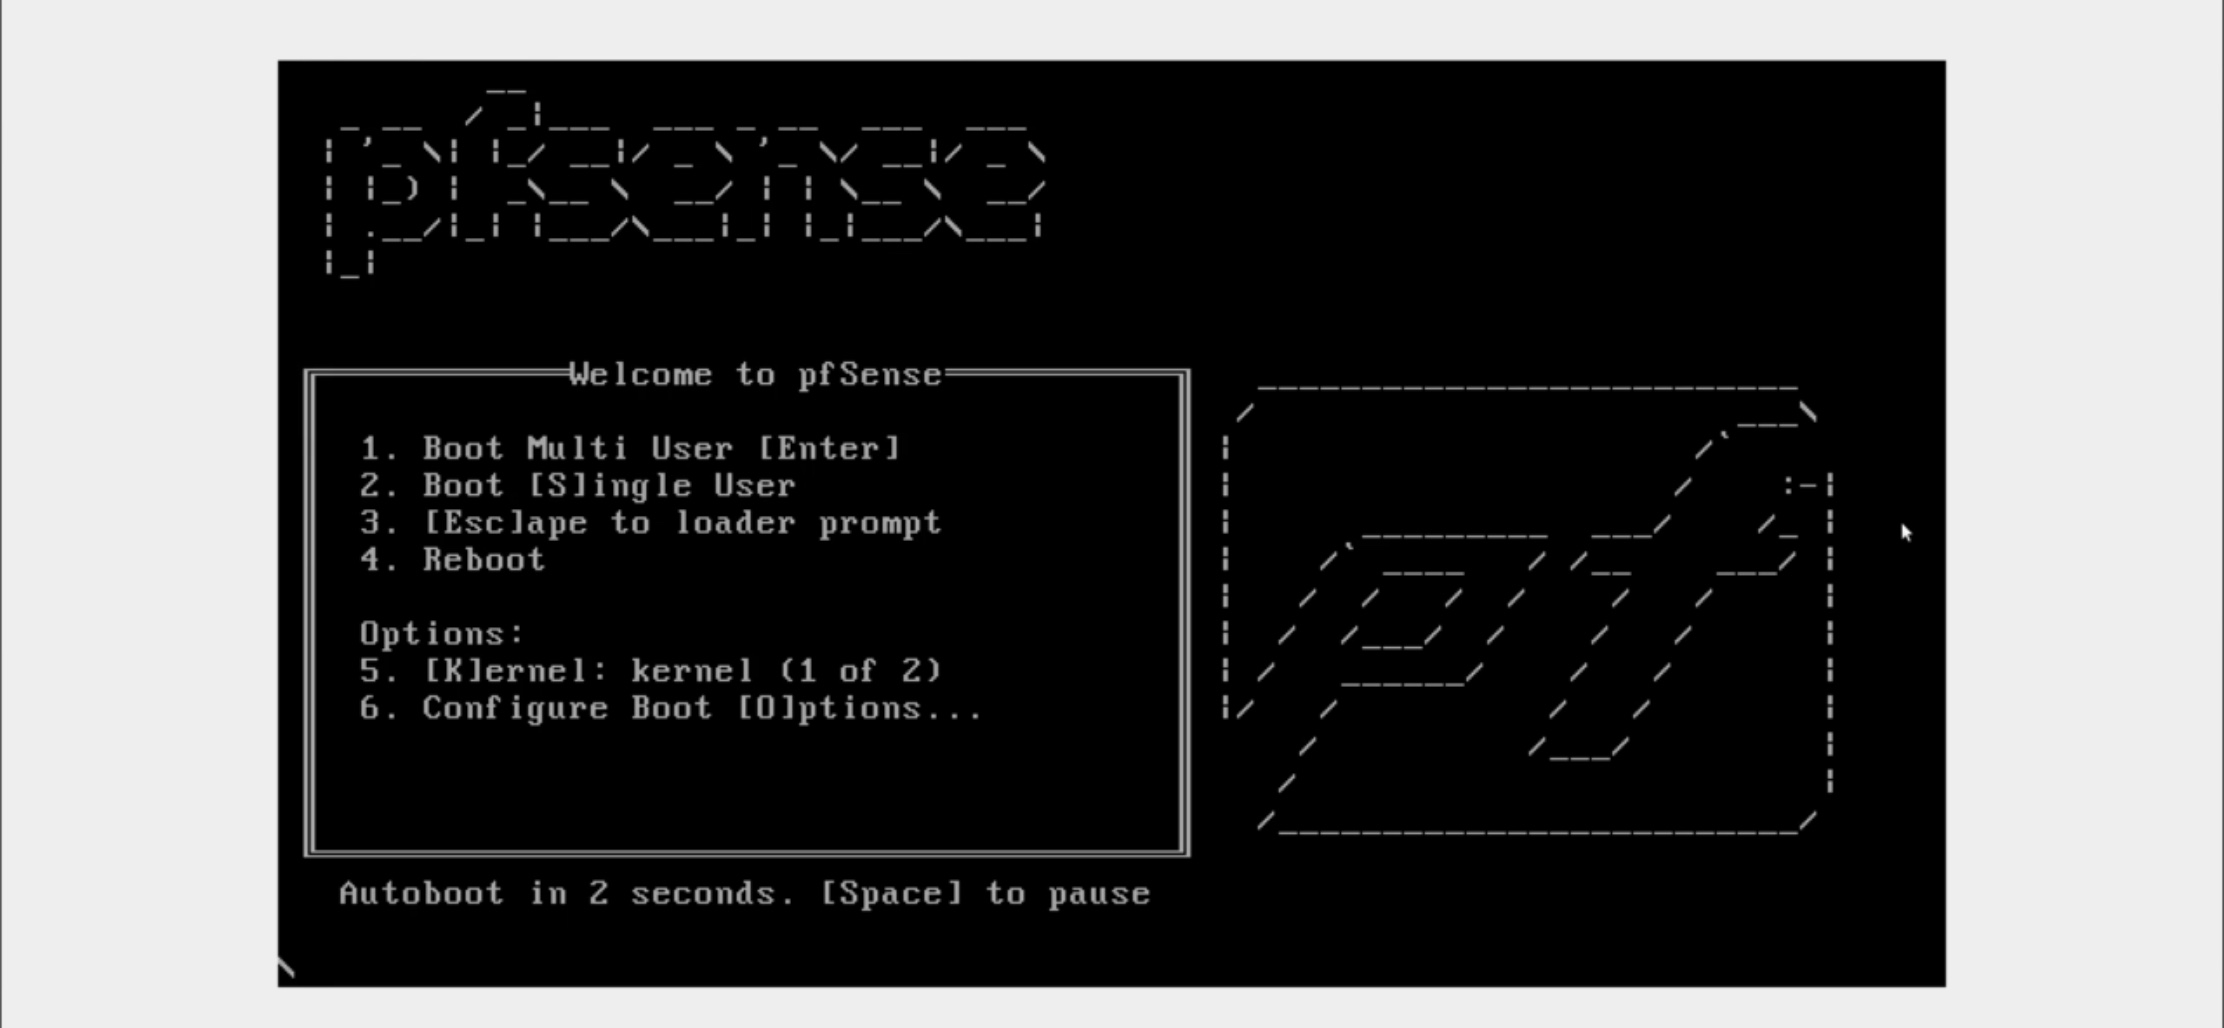 pfSense
Welcome to pfSense
1. Boot Multi User [Enter]
2. Boot [S]ingle User
3. [Esc]ape to loader prompt
4. Reboot
Options:
5. [K]ernel: kernel (1 of 2)
6. Configure Boot [O]ptions...
pf
Autoboot in 2 seconds. [Space] to pause